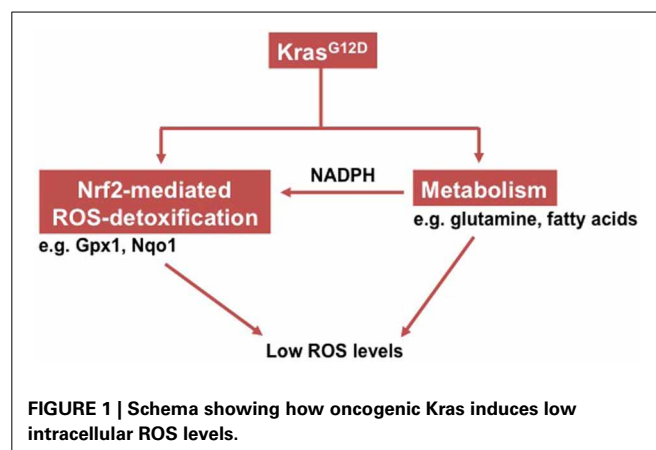 Kras^G12D
Nrf2-mediated
ROS-detoxification
NADPH
Metabolism
e.g. Gpx1, Nqo1
e.g. glutamine, fatty acids
Low ROS levels
FIGURE 1 | Schema showing how oncogenic Kras induces low
intracellular ROS levels.